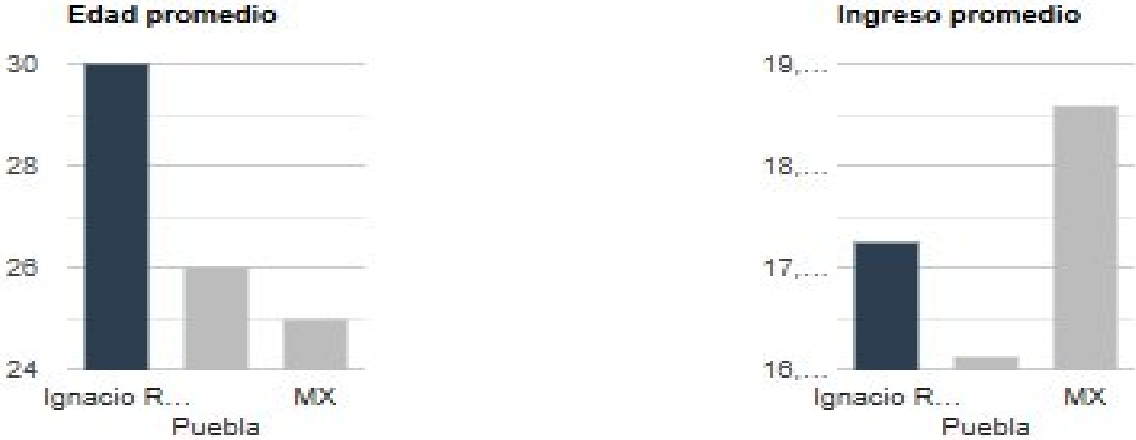 Edad promedio
30
28
26
24
Ignacio R...
Puebla
MX
Ingreso promedio
19,...
18,...
17,...
16,...
Ignacio R...
Puebla
MX